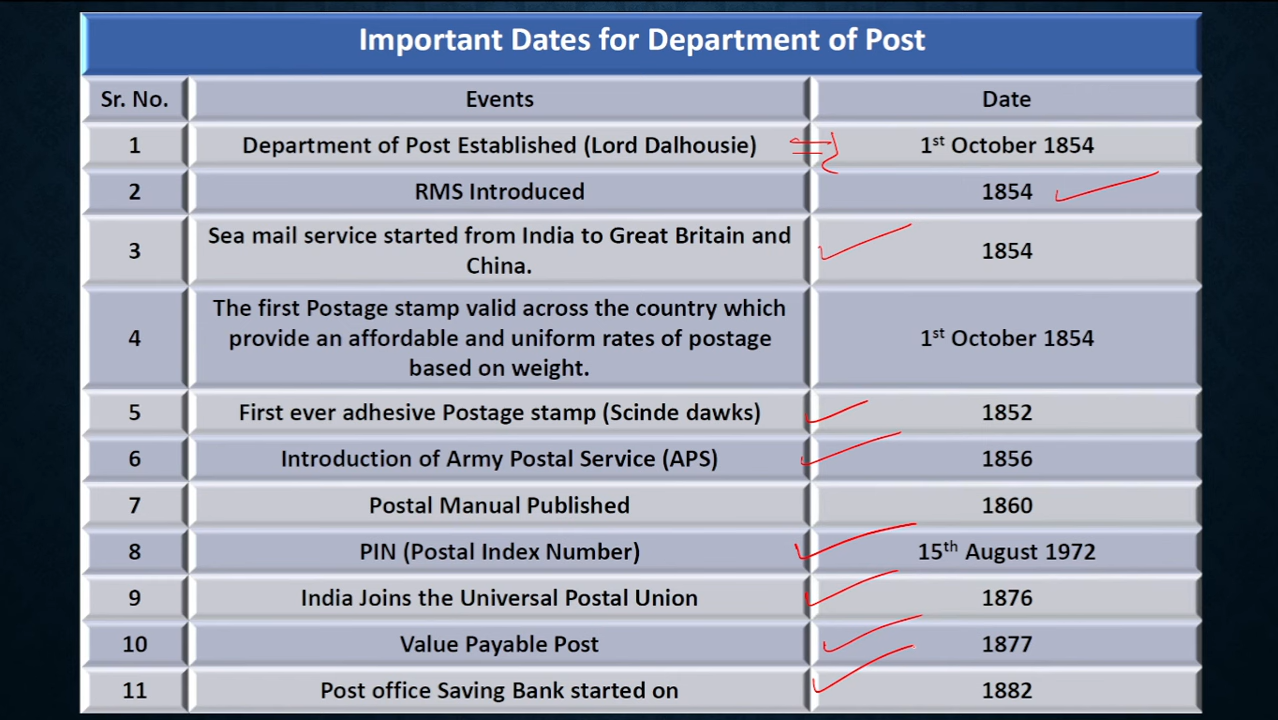 Important Dates for Department of Post
Sr. No. Events Date
1 Department of Post Established (Lord Dalhousie) 1st October 1854
2 RMS Introduced 1854
3 Sea mail service started from India to Great Britain and China. 1854
4 The first Postage stamp valid across the country which provide an affordable and uniform rates of postage based on weight. 1st October 1854
5 First ever adhesive Postage stamp (Scinde dawks) 1852
6 Introduction of Army Postal Service (APS) 1856
7 Postal Manual Published 1860
8 PIN (Postal Index Number) 15th August 1972
9 India Joins the Universal Postal Union 1876
10 Value Payable Post 1877
11 Post office Saving Bank started on 1882